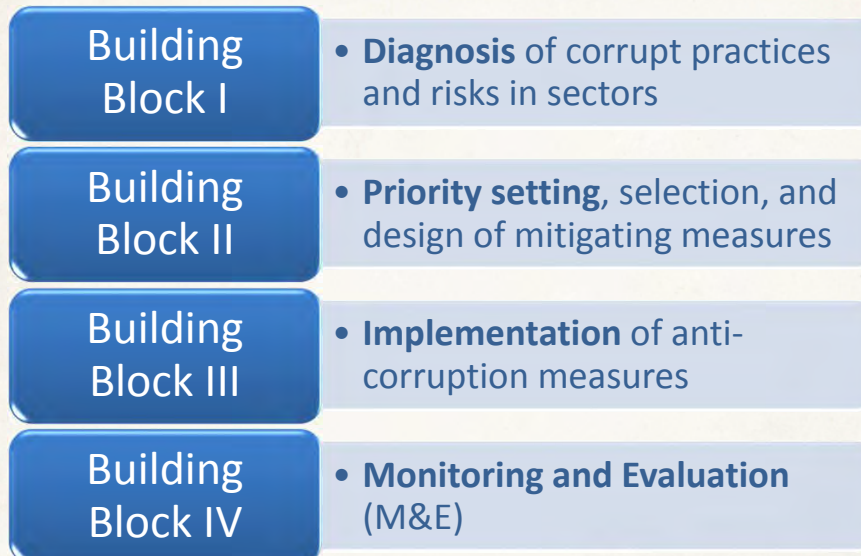 Building
Block I
• Diagnosis of corrupt practices
and risks in sectors
Building
Block II
• Priority setting, selection, and
design of mitigating measures
Building
Block III
• Implementation of anti-
corruption measures
Building
Block IV
• Monitoring and Evaluation
(M&E)